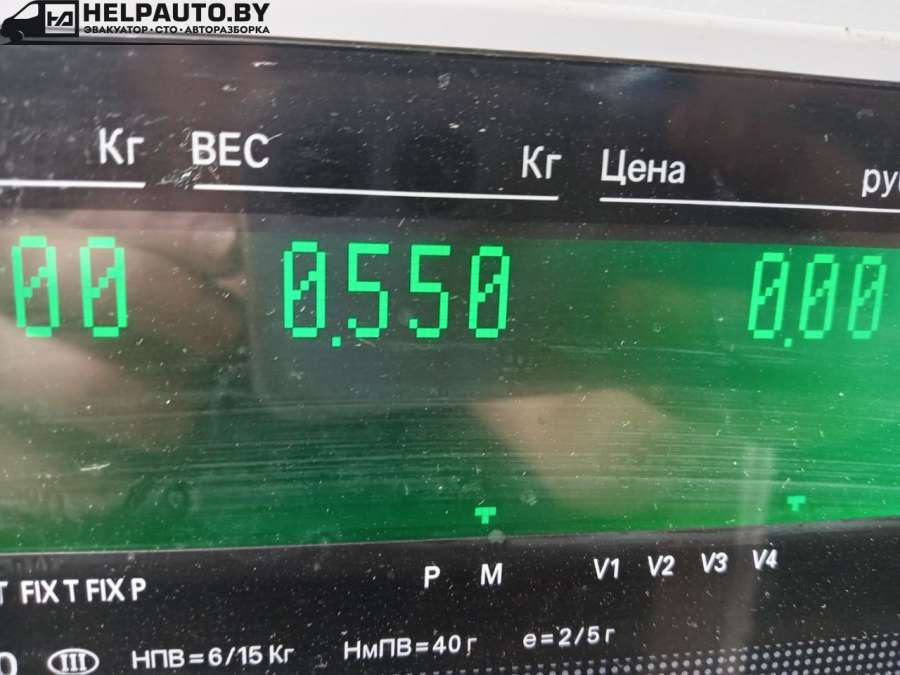 HELPAUTO.BY
ЭВАКУАТОР · СТО · АВТОРАЗБОРКА
Кг ВЕС Кг Цена
00 0.550 0.00
P M V1 V2 V3 V4
FIX T FIX P
III НПВ=6/15 Кг НмПВ=40 г e=2/5 г